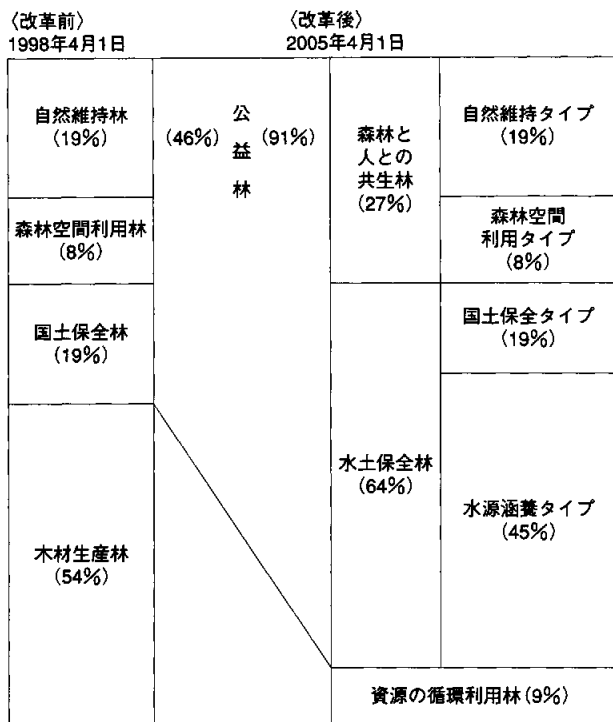 〈改革前〉
1998年4月1日
〈改革後〉
2005年4月1日
自然維持林
(19%)
森林空間利用林
(8%)
国土保全林
(19%)
木材生産林
(54%)
公
(46%) 益 (91%)
林
森林と
人との
共生林
(27%)
水土保全林
(64%)
自然維持タイプ
(19%)
森林空間
利用タイプ
(8%)
国土保全タイプ
(19%)
水源涵養タイプ
(45%)
資源の循環利用林(9%)